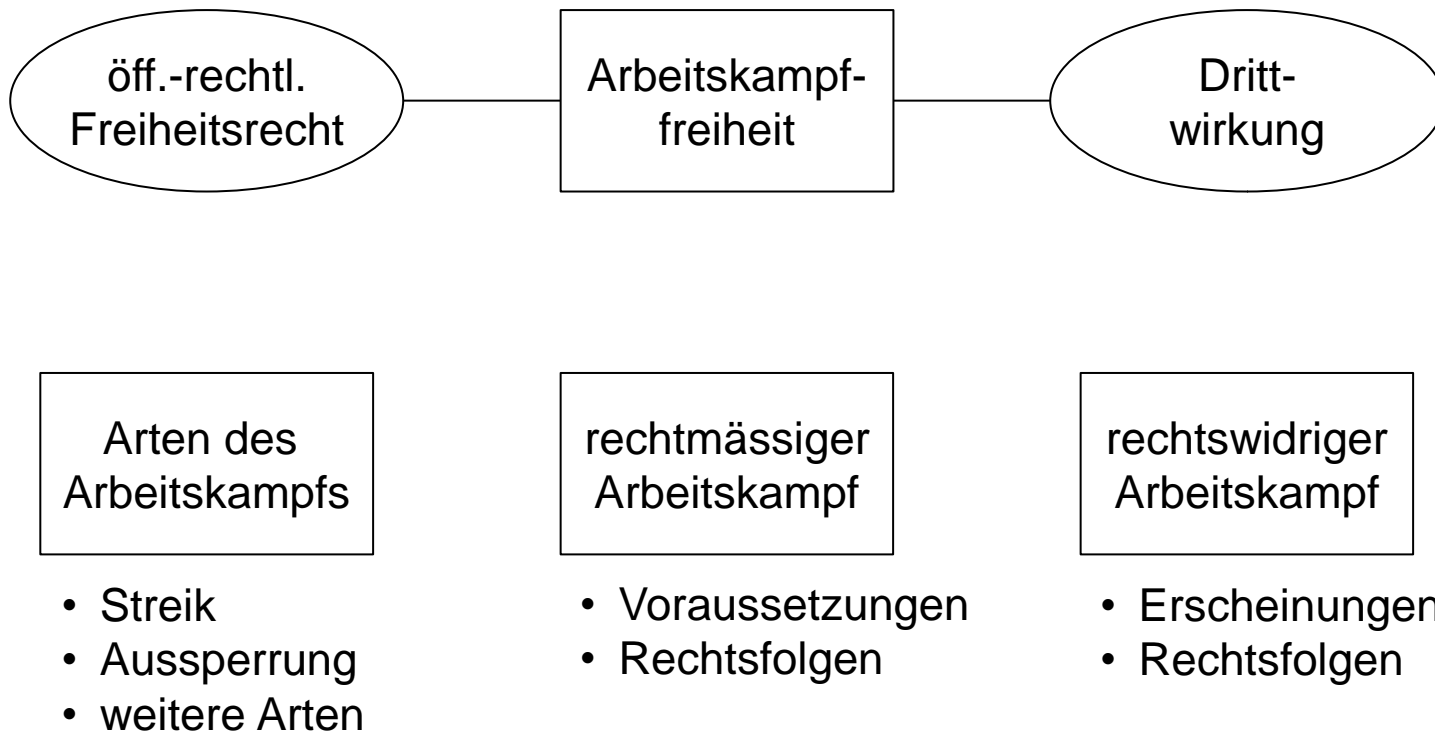 öff.-rechtl.
Freiheitsrecht
Arbeitskampf-
freiheit
Dritt-
wirkung
Arten des
Arbeitskampfs
• Streik
• Aussperrung
• weitere Arten
rechtmässiger
Arbeitskampf
• Voraussetzungen
• Rechtsfolgen
rechtswidriger
Arbeitskampf
• Erscheinungen
• Rechtsfolgen